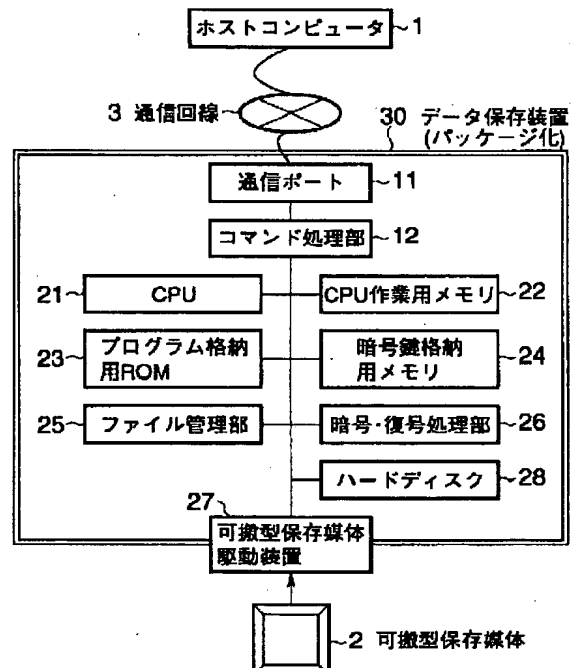 ホストコンピュータ 1
3 通信回線
30 データ保存装置
(パッケージ化)
通信ポート 11
コマンド処理部 12
21 CPU
CPU作業用メモリ 22
23 プログラム格納
用ROM
暗号鍵格納
用メモリ 24
25 ファイル管理部
暗号・復号処理部 26
ハードディスク 28
27
可搬型保存媒体
駆動装置
2 可搬型保存媒体